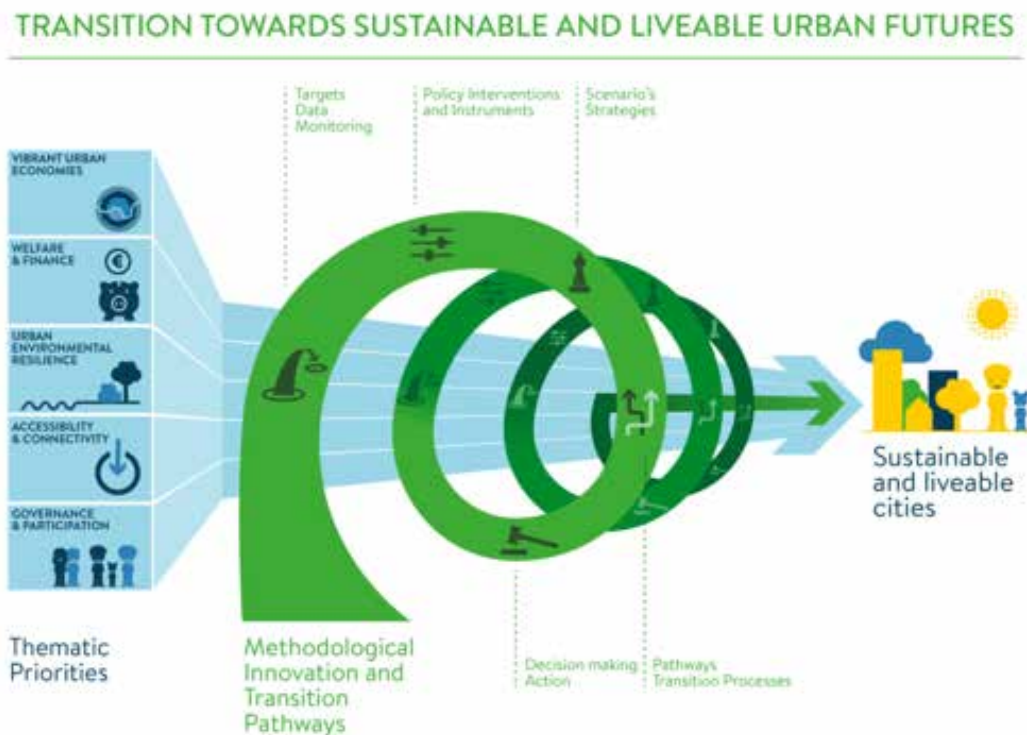 TRANSITION TOWARDS SUSTAINABLE AND LIVEABLE URBAN FUTURES
Targets
Data
Monitoring
Policy Interventions
and Instruments
Scenario's
Strategies
VIBRANT URBAN
ECONOMIES
WELFARE
& FINANCE
€
URBAN
ENVIRONMENTAL
RESILIENCE
ACCESSIBILITY
& CONNECTIVITY
GOVERNANCE
& PARTICIPATION
Sustainable
and liveable
cities
Thematic
Priorities
Methodological
Innovation and
Transition
Pathways
Decision making
Action
Pathways
Transition Processes